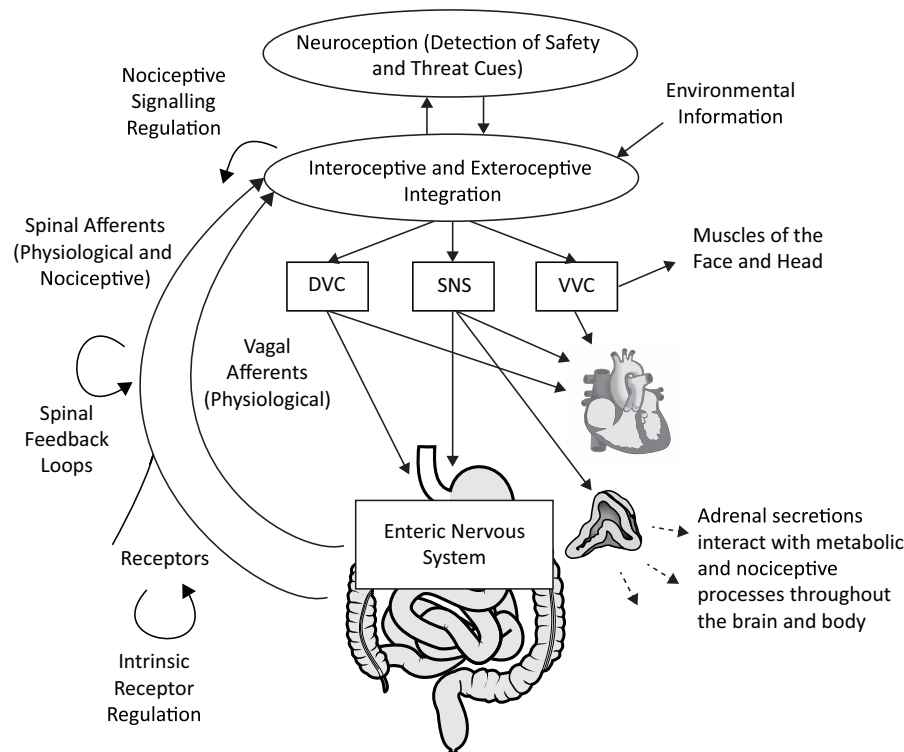 Neuroception (Detection of Safety
and Threat Cues)
Nociceptive
Signalling
Regulation
Environmental
Information
Interoceptive and Exteroceptive
Integration
Spinal Afferents
(Physiological and
Nociceptive)
Muscles of the
Face and Head
DVC
SNS
VVC
Vagal
Afferents
(Physiological)
Spinal
Feedback
Loops
Enteric Nervous
System
Receptors
Adrenal secretions
interact with metabolic
and nociceptive
processes throughout
the brain and body
Intrinsic
Receptor
Regulation